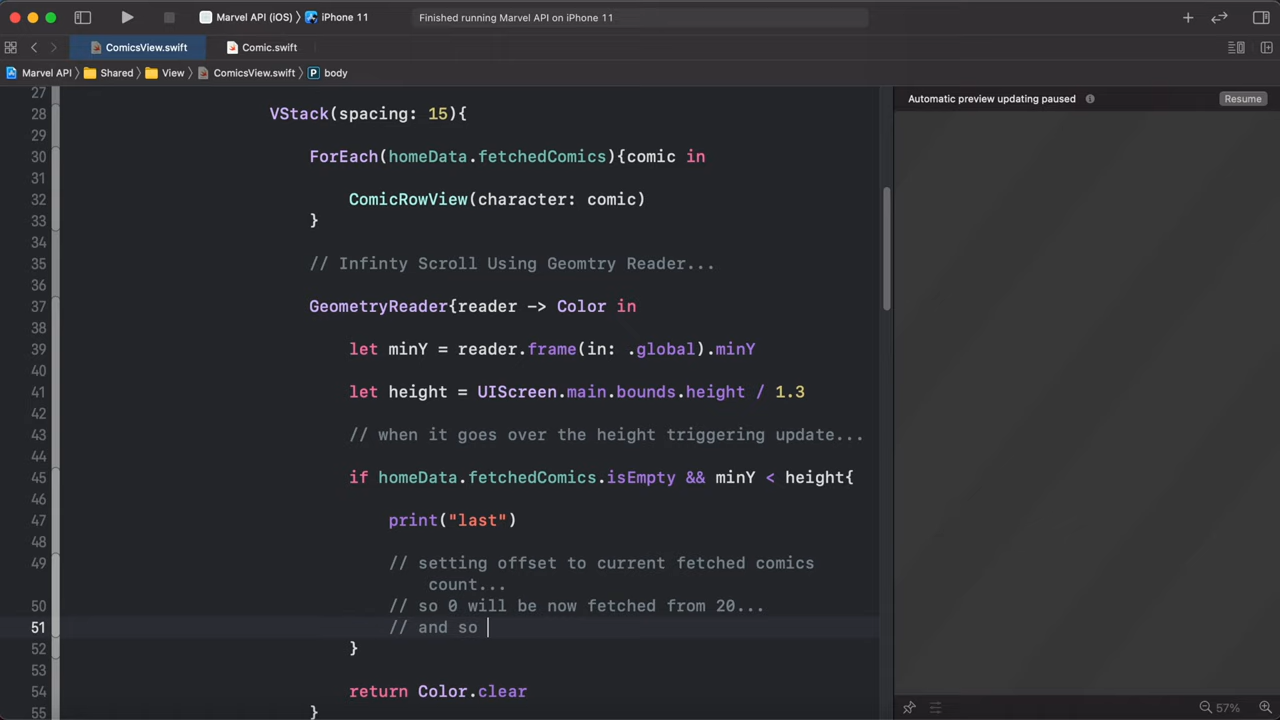 Marvel API (iOS) iPhone 11
Finished running Marvel API on iPhone 11
ComicsView.swift
Comic.swift
Marvel API
Shared
View
ComicsView.swift
P
body
27
28 VStack(spacing: 15){
29
30 ForEach(homeData.fetchedComics){comic in
31
32 ComicRowView(character: comic)
33 }
34
35 // Infinty Scroll Using Geomtry Reader...
36
37 GeometryReader{reader -> Color in
38
39 let minY = reader.frame(in: .global).minY
40
41 let height = UIScreen.main.bounds.height / 1.3
42
43 // when it goes over the height triggering update...
44
45 if homeData.fetchedComics.isEmpty && minY < height{
46
47 print("last")
48
49 // setting offset to current fetched comics
count...
50 // so 0 will be now fetched from 20...
51 // and so
52 }
53
54 return Color.clear
55 }
Automatic preview updating paused
Resume
57%